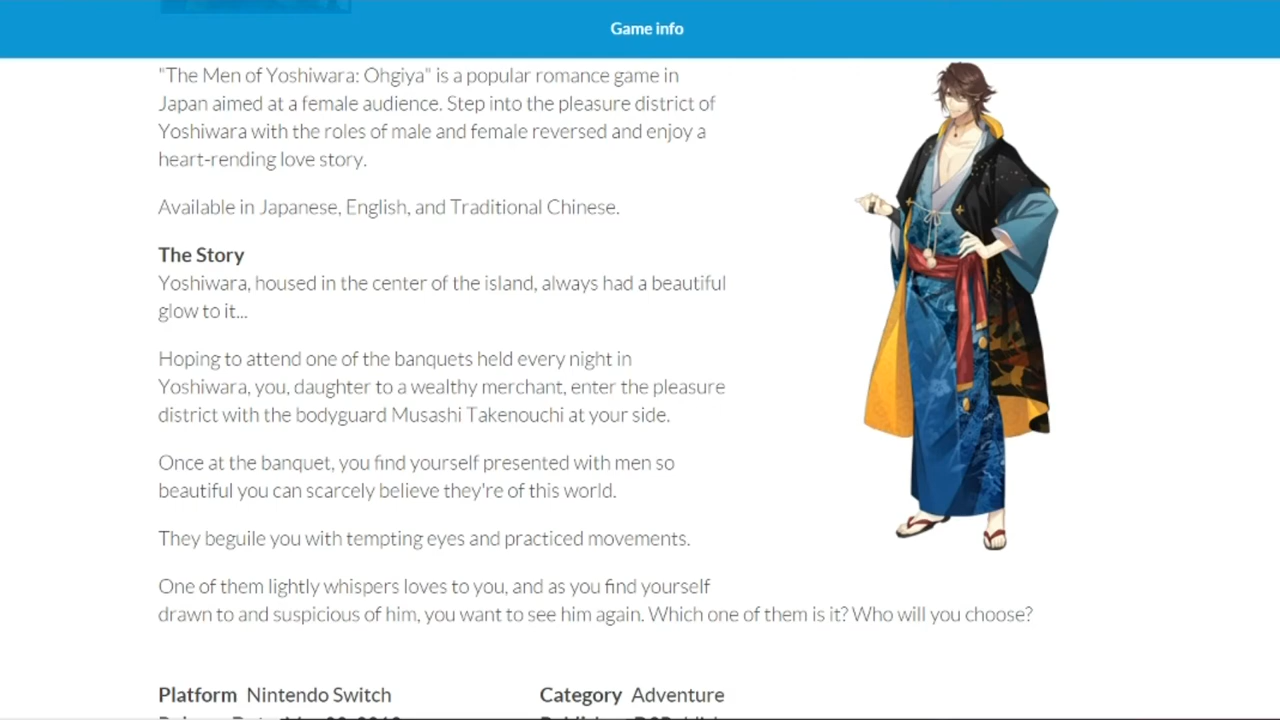 Game info
"The Men of Yoshiwara: Ohgiya" is a popular romance game in
Japan aimed at a female audience. Step into the pleasure district of
Yoshiwara with the roles of male and female reversed and enjoy a
heart-rending love story.
Available in Japanese, English, and Traditional Chinese.
The Story
Yoshiwara, housed in the center of the island, always had a beautiful
glow to it...
Hoping to attend one of the banquets held every night in
Yoshiwara, you, daughter to a wealthy merchant, enter the pleasure
district with the bodyguard Musashi Takenouchi at your side.
Once at the banquet, you find yourself presented with men so
beautiful you can scarcely believe they're of this world.
They beguile you with tempting eyes and practiced movements.
One of them lightly whispers loves to you, and as you find yourself
drawn to and suspicious of him, you want to see him again. Which one of them is it? Who will you choose?
Platform Nintendo Switch Category Adventure